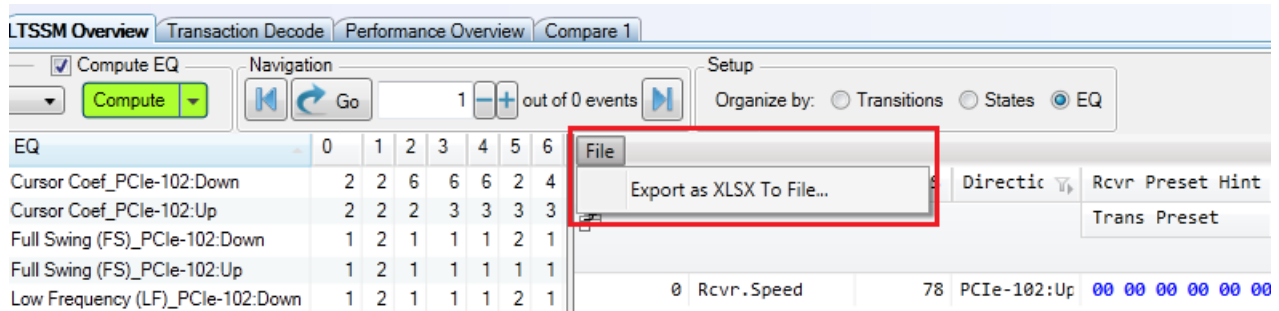 LTSSM Overview Transaction Decode Performance Overview Compare 1
Compute EQ Navigation Setup
Compute Go 1 out of 0 events Organize by: Transitions States EQ
EQ 0 1 2 3 4 5 6 File
Cursor Coef_PCIe-102:Down 2 2 6 6 6 2 4 Export as XLSX To File... Directic Rcvr Preset Hint
Cursor Coef_PCIe-102:Up 2 2 2 3 3 3 3 Trans Preset
Full Swing (FS)_PCIe-102:Down 1 2 1 1 1 2 1
Full Swing (FS)_PCIe-102:Up 1 2 1 1 1 1 1
Low Frequency (LF)_PCIe-102:Down 1 2 1 1 1 2 1 0 Rcvr.Speed 78 PCIe-102:Up 00 00 00 00 00 00